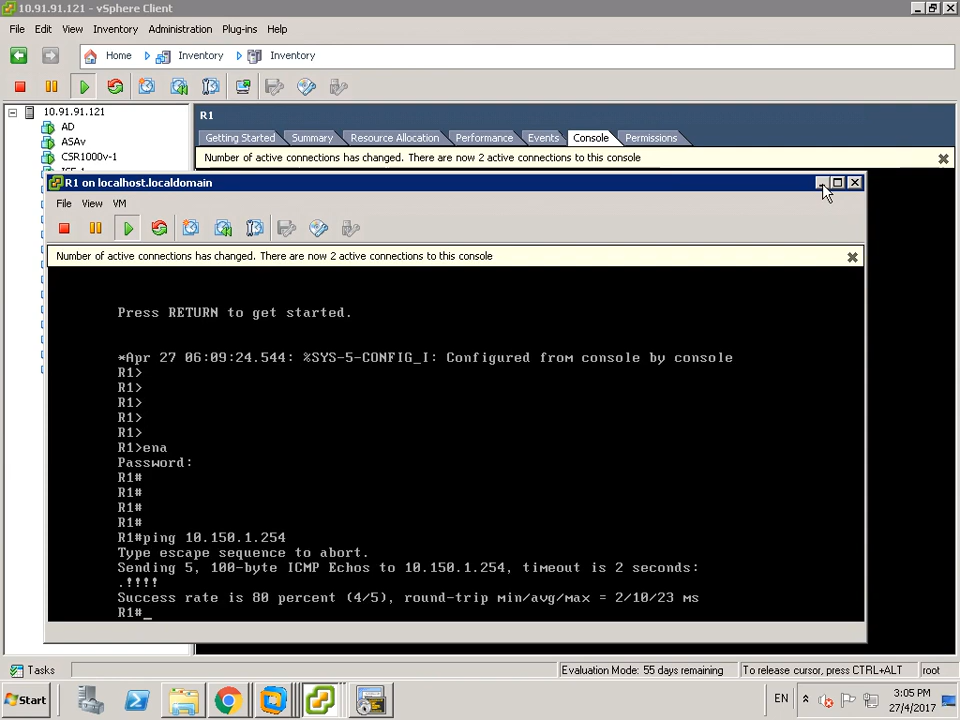 10.91.91.121 - vSphere Client
File Edit View Inventory Administration Plug-ins Help
Home Inventory Inventory
10.91.91.121
AD
ASAv
CSR1000v-1
R1
Getting Started Summary Resource Allocation Performance Events Console Permissions
Number of active connections has changed. There are now 2 active connections to this console
R1 on localhost.localdomain
File View VM
Number of active connections has changed. There are now 2 active connections to this console
Press RETURN to get started.
*Apr 27 06:09:24.544: %SYS-5-CONFIG_I: Configured from console by console
R1>
R1>
R1>
R1>
R1>
R1>ena
Password:
R1#
R1#
R1#
R1#
R1#ping 10.150.1.254
Type escape sequence to abort.
Sending 5, 100-byte ICMP Echos to 10.150.1.254, timeout is 2 seconds:
.!!!!
Success rate is 80 percent (4/5), round-trip min/avg/max = 2/10/23 ms
R1#_
Tasks
Evaluation Mode: 55 days remaining
To release cursor, press CTRL+ALT
root
Start
EN
3:05 PM
27/4/2017